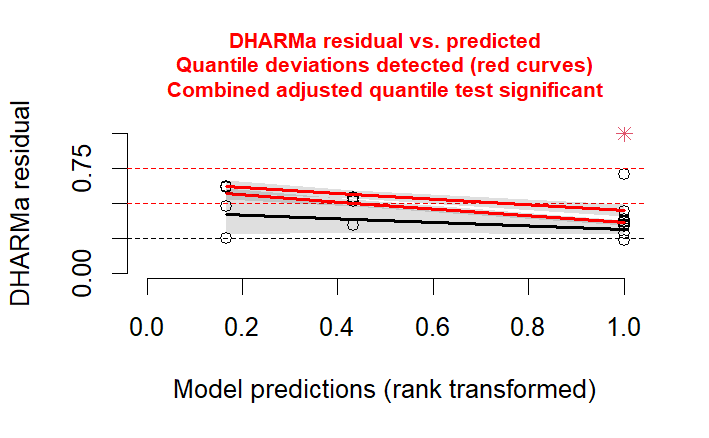 DHARMa residual vs. predicted
Quantile deviations detected (red curves)
Combined adjusted quantile test significant
DHARMa residual
0.75
0.00
0.0 0.2 0.4 0.6 0.8 1.0
Model predictions (rank transformed)